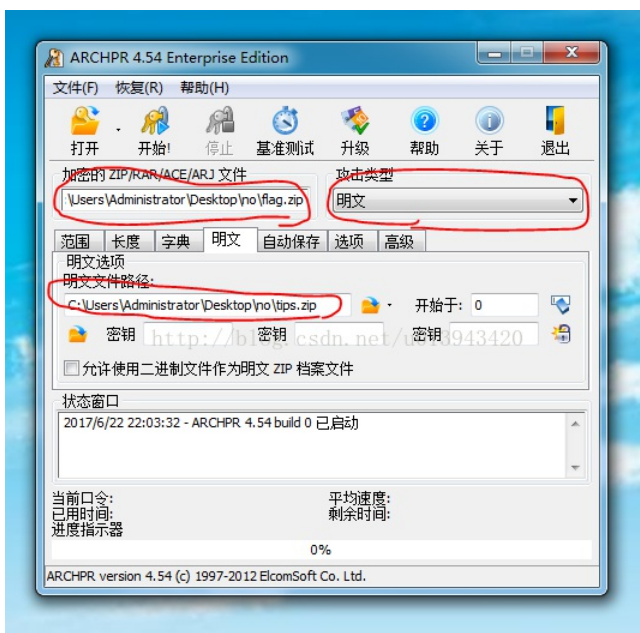 ARCHPR 4.54 Enterprise Edition
文件(F) 恢复(R) 帮助(H)
打开 开始! 停止 基准测试 升级 帮助 关于 退出
加密的 ZIP/RAR/ACE/ARJ 文件 攻击类型
:\Users\Administrator\Desktop\no\flag.zip 明文
范围 长度 字典 明文 自动保存 选项 高级
明文选项
明文文件路径:
C:\Users\Administrator\Desktop\no\tips.zip 开始于: 0
密钥 密钥 密钥
http://blog.csdn.net/u013943420
允许使用二进制文件作为明文 ZIP 档案文件
状态窗口
2017/6/22 22:03:32 - ARCHPR 4.54 build 0 已启动
当前口令: 平均速度:
已用时间: 剩余时间:
进度指示器
0%
ARCHPR version 4.54 (c) 1997-2012 ElcomSoft Co. Ltd.